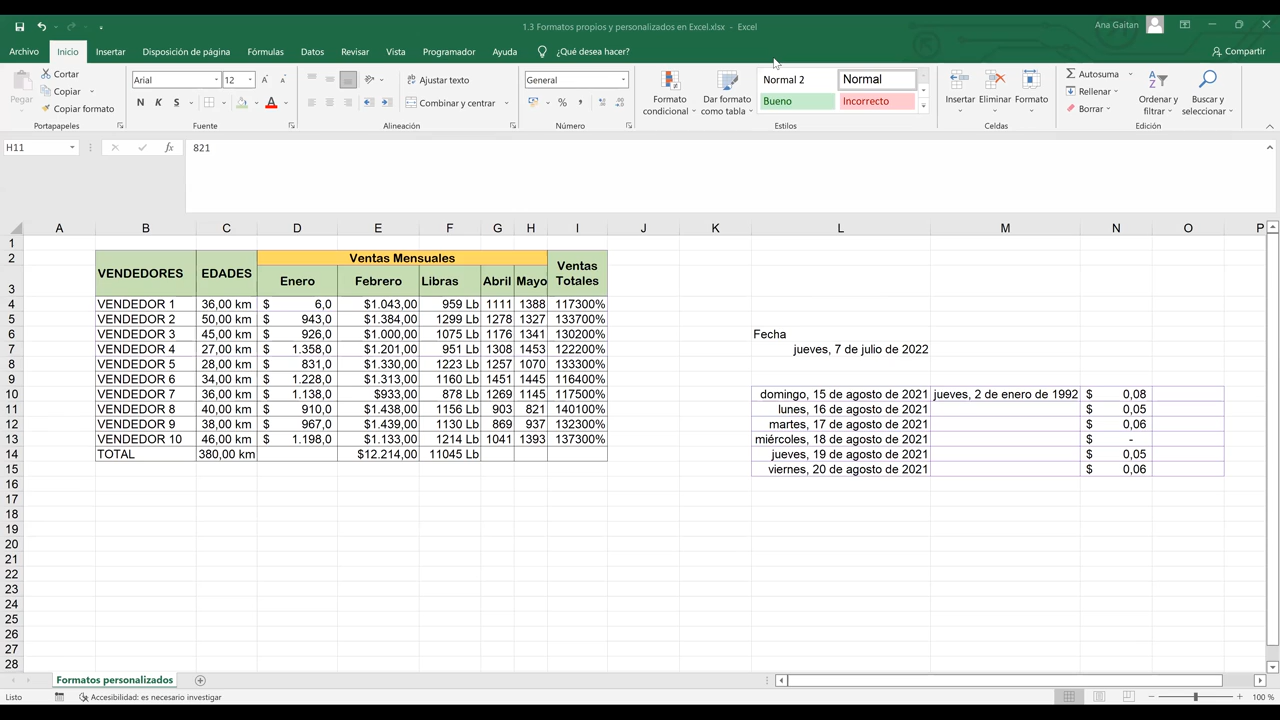 1.3 Formatos propios y personalizados en Excel.xlsx - Excel
Ana Gaitan
Archivo Inicio Insertar Disposición de página Fórmulas Datos Revisar Vista Programador Ayuda ¿Qué desea hacer? Compartir
Pegar
Cortar
Copiar
Copiar formato
Portapapeles
Arial 12
N K S
Fuente
Ajustar texto
Combinar y centrar
Alineación
General
Número
Formato condicional
Dar formato como tabla
Normal 2 Normal
Bueno Incorrecto
Estilos
Insertar Eliminar Formato
Celdas
Autosuma
Rellenar
Borrar
Ordenar y filtrar
Buscar y seleccionar
Edición
H11 fx 821
A B C D E F G H I J K L M N O P
1
2 VENDEDORES EDADES Ventas Mensuales Ventas Totales
3 Enero Febrero Libras Abril Mayo
4 VENDEDOR 1 36,00 km $ 6,0 $1.043,00 959 Lb 1111 1388 117300%
5 VENDEDOR 2 50,00 km $ 943,0 $1.384,00 1299 Lb 1278 1327 133700%
6 VENDEDOR 3 45,00 km $ 926,0 $1.000,00 1075 Lb 1176 1341 130200% Fecha
7 VENDEDOR 4 27,00 km $ 1.358,0 $1.201,00 951 Lb 1308 1453 122200% jueves, 7 de julio de 2022
8 VENDEDOR 5 28,00 km $ 831,0 $1.330,00 1223 Lb 1257 1070 133300%
9 VENDEDOR 6 34,00 km $ 1.228,0 $1.313,00 1160 Lb 1451 1445 116400%
10 VENDEDOR 7 36,00 km $ 1.138,0 $933,00 878 Lb 1269 1145 117500% domingo, 15 de agosto de 2021 jueves, 2 de enero de 1992 $ 0,08
11 VENDEDOR 8 40,00 km $ 910,0 $1.438,00 1156 Lb 903 821 140100% lunes, 16 de agosto de 2021 $ 0,05
12 VENDEDOR 9 38,00 km $ 967,0 $1.439,00 1130 Lb 869 937 132300% martes, 17 de agosto de 2021 $ 0,06
13 VENDEDOR 10 46,00 km $ 1.198,0 $1.133,00 1214 Lb 1041 1393 137300% miércoles, 18 de agosto de 2021 $ -
14 TOTAL 380,00 km $12.214,00 11045 Lb jueves, 19 de agosto de 2021 $ 0,05
15 viernes, 20 de agosto de 2021 $ 0,06
16
17
18
19
20
21
22
23
24
25
26
27
28
Formatos personalizados
Listo Accesibilidad: es necesario investigar 100 %